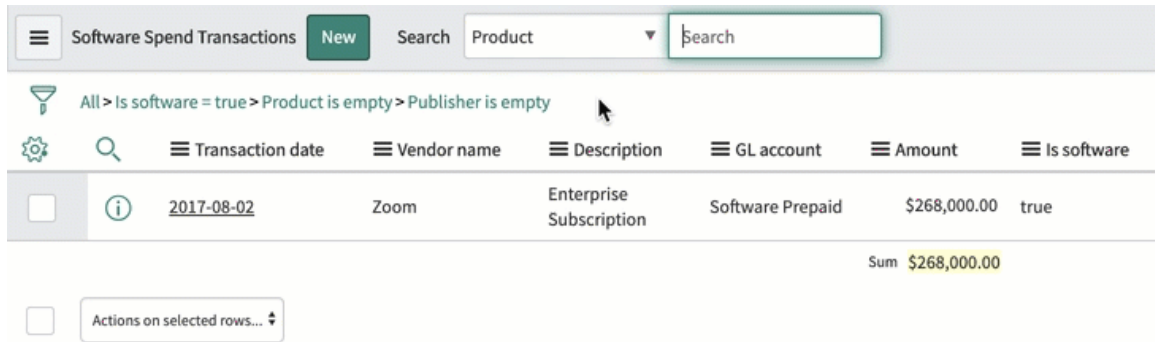 Software Spend Transactions New Search Product Search
All > Is software = true > Product is empty > Publisher is empty
Transaction date Vendor name Description GL account Amount Is software
2017-08-02 Zoom Enterprise Subscription Software Prepaid $268,000.00 true
Sum $268,000.00
Actions on selected rows...